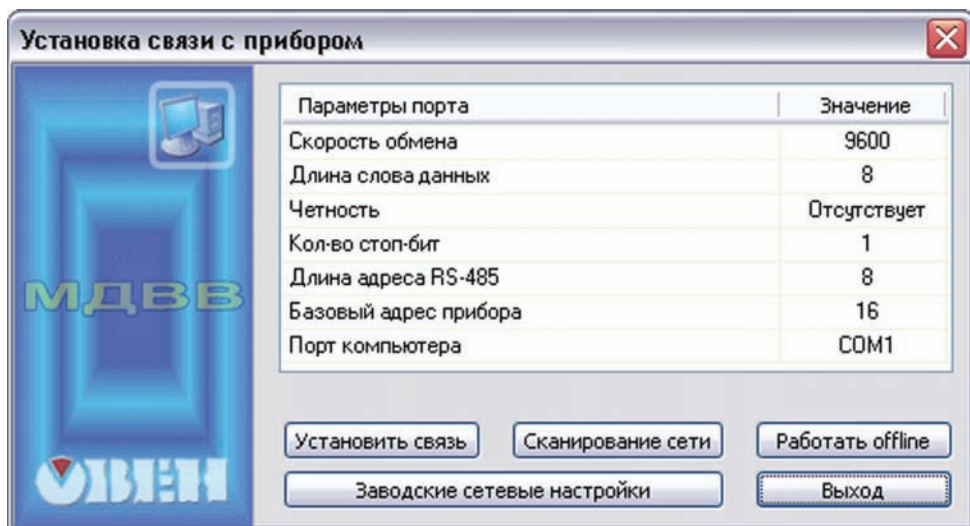 Установка связи с прибором
МДВВ
ОВЕН
Параметры порта Значение
Скорость обмена 9600
Длина слова данных 8
Четность Отсутствует
Кол-во стоп-бит 1
Длина адреса RS-485 8
Базовый адрес прибора 16
Порт компьютера COM1
Установить связь Сканирование сети Работать offline
Заводские сетевые настройки Выход